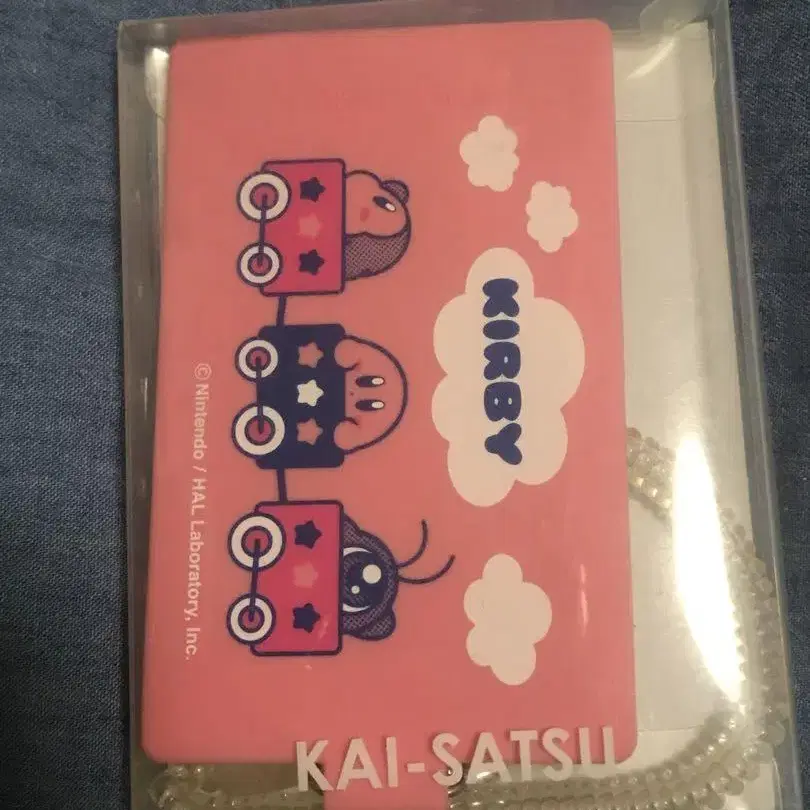 KIRBY
©Nintendo / HAL Laboratory, Inc.
KAI-SATSU